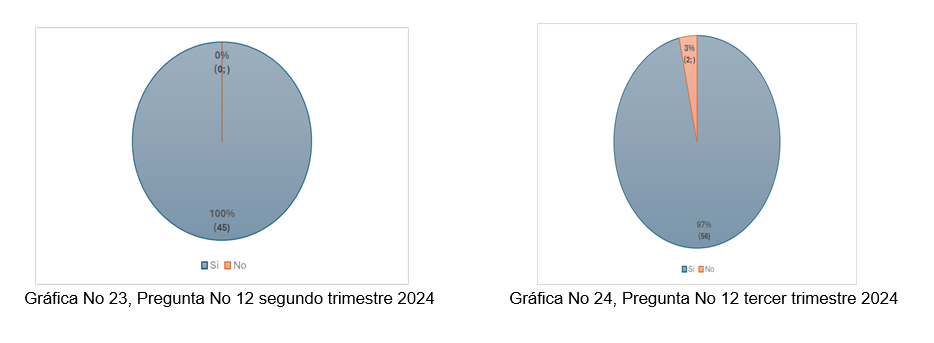 0%
(0; )
100%
(45)
Si No
Gráfica No 23, Pregunta No 12 segundo trimestre 2024
3%
(2; )
97%
(56)
Si No
Gráfica No 24, Pregunta No 12 tercer trimestre 2024